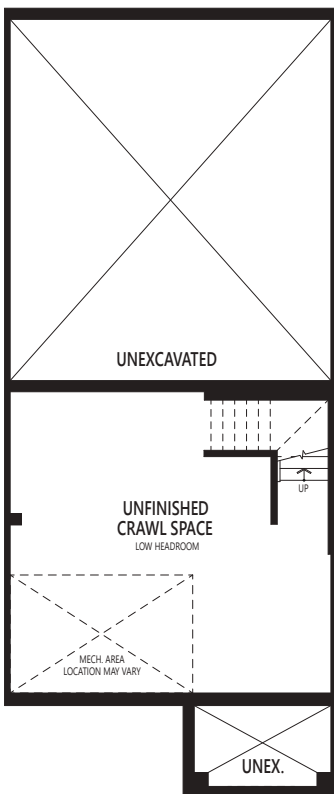 UNEXCAVATED
UP
UNFINISHED
CRAWL SPACE
LOW HEADROOM
MECH. AREA
LOCATION MAY VARY
UNEX.